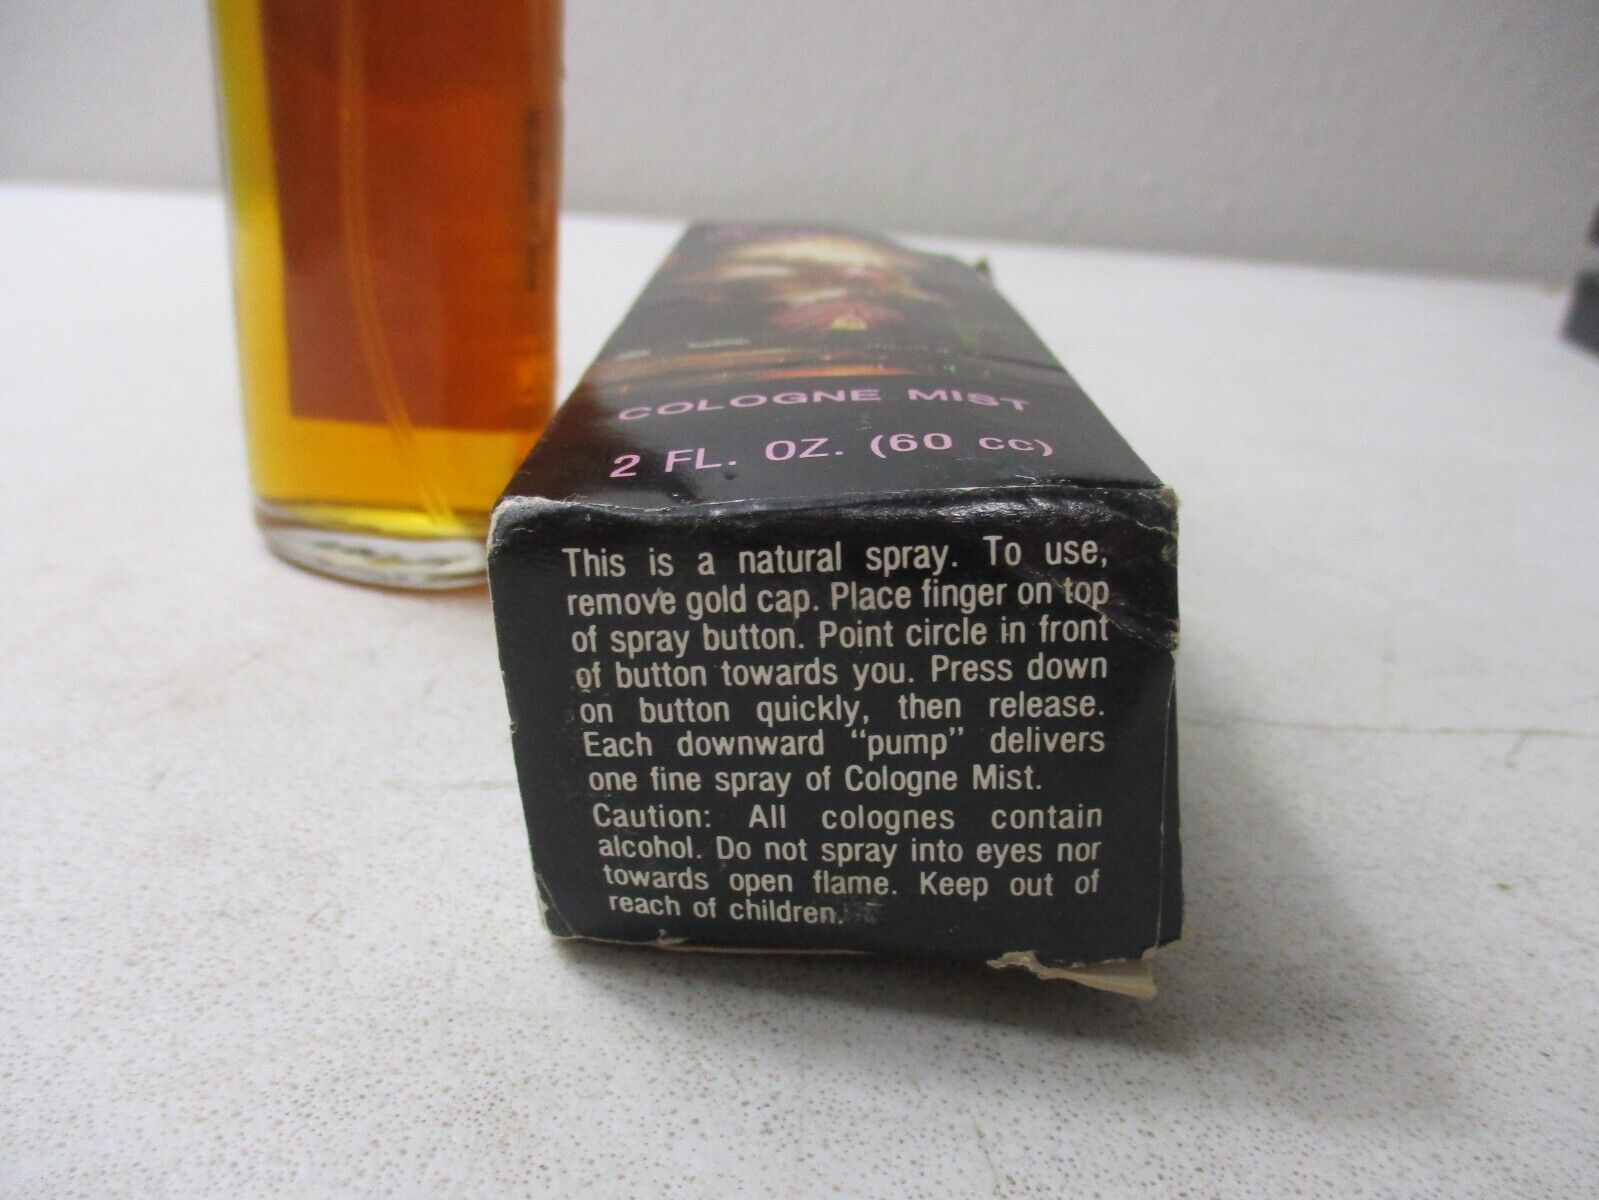 COLOGNE MIST
2 FL. OZ. (60 cc)
This is a natural spray. To use,
remove gold cap. Place finger on top
of spray button. Point circle in front
of button towards you. Press down
on button quickly, then release.
Each downward “pump” delivers
one fine spray of Cologne Mist.
Caution: All colognes contain
alcohol. Do not spray into eyes nor
towards open flame. Keep out of
reach of children.